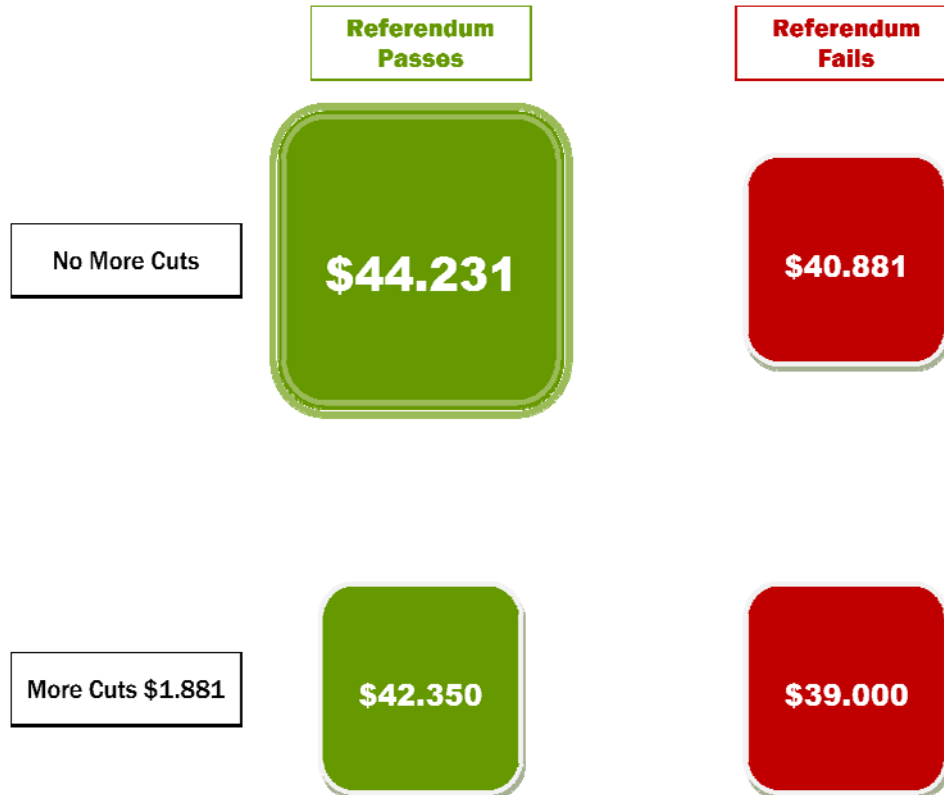 Referendum
Passes
Referendum
Fails
No More Cuts
$44.231
$40.881
More Cuts $1.881
$42.350
$39.000